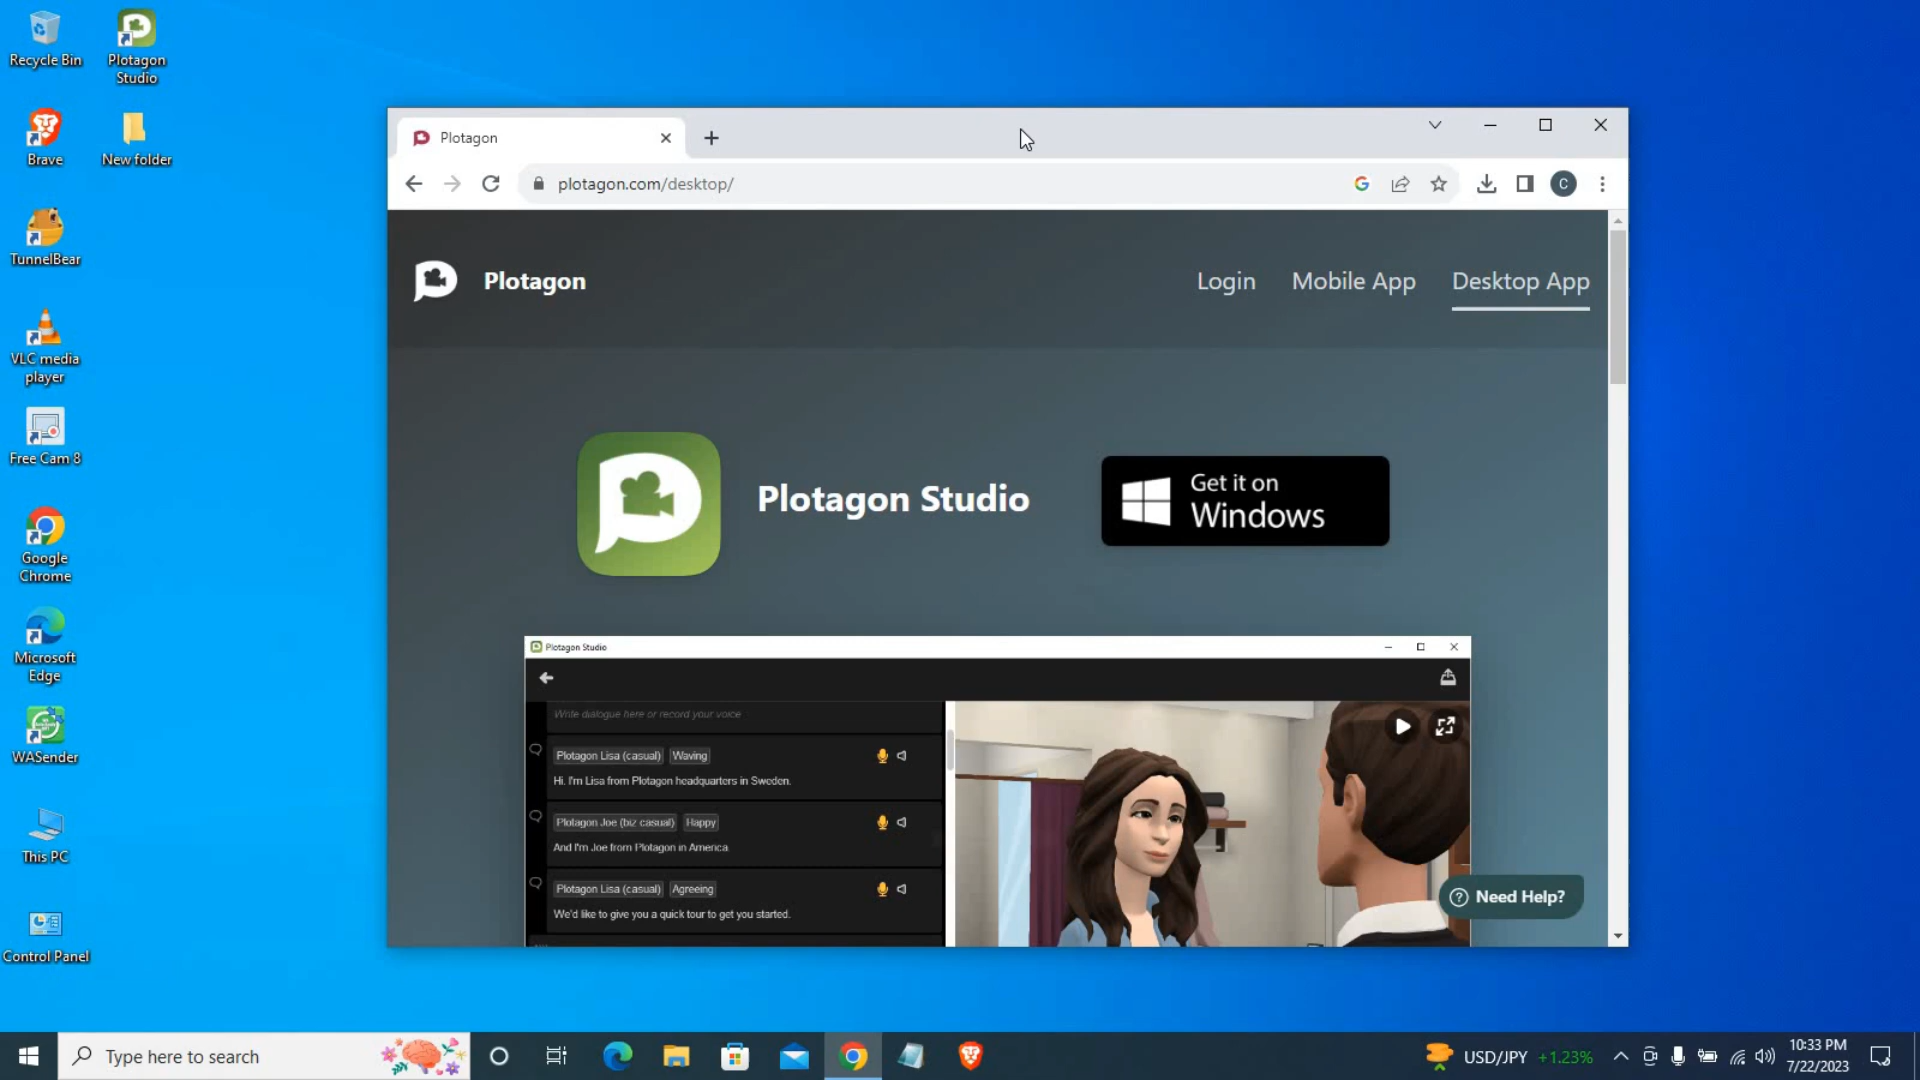 Recycle Bin
Plotagon
Studio
Brave
New folder
TunnelBear
VLC media
player
Free Cam 8
Google
Chrome
Microsoft
Edge
WASender
This PC
Control Panel
Plotagon
plotagon.com/desktop/
G
C
Plotagon
Login
Mobile App
Desktop App
Plotagon Studio
Get it on
Windows
Plotagon Studio
Write dialogue here or record your voice
Plotagon Lisa (casual) Waving
Hi. I'm Lisa from Plotagon headquarters in Sweden.
Plotagon Joe (biz casual) Happy
And I'm Joe from Plotagon in America
Plotagon Lisa (casual) Agreeing
We'd like to give you a quick tour to get you started.
Need Help?
Type here to search
USD/JPY +1.23%
10:33 PM
7/22/2023